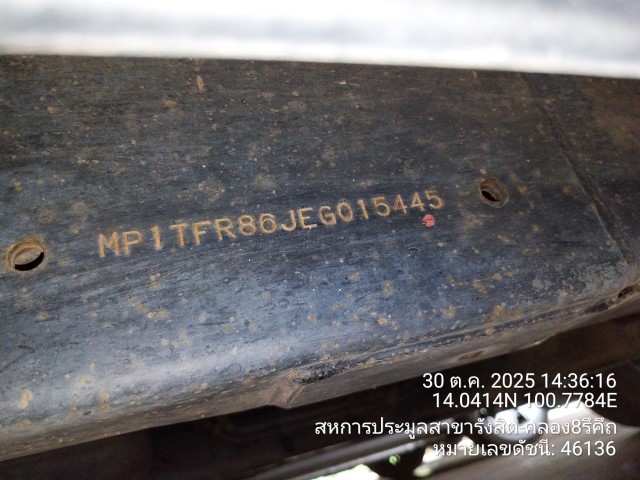 MP1TFR86JEG015445
30 ต.ค. 2025 14:36:16
14.0414N 100.7784E
สหการประมูลสาขารังสิต-คลอง8รีคีถ
หมายเลขดัชนี: 46136